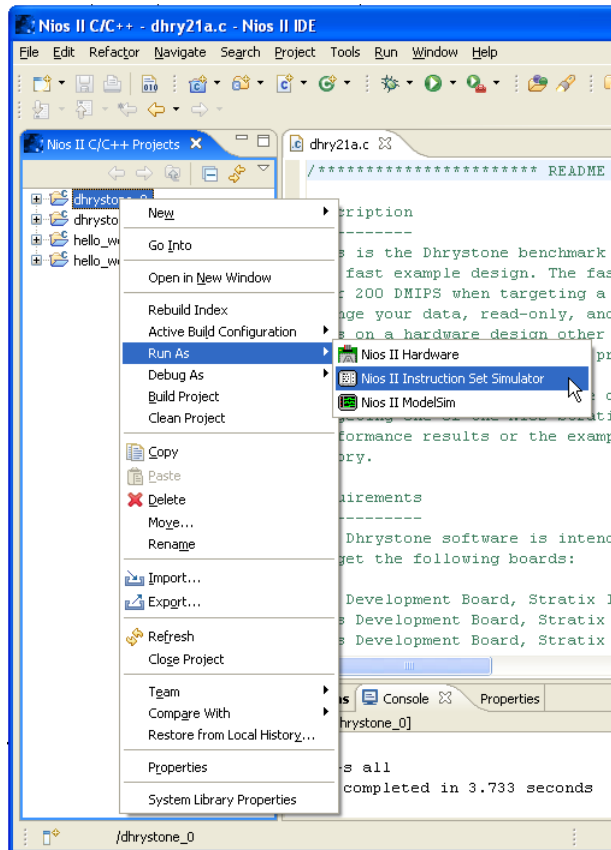 Nios II C/C++ - dhry21a.c - Nios II IDE
File Edit Refactor Navigate Search Project Tools Run Window Help
Nios II C/C++ Projects
dhry21a.c
/*********************** README
dhrystone_0
dhrysto
hello_w
hello_w
New
Go Into
Open in New Window
Rebuild Index
Active Build Configuration
Run As
Debug As
Build Project
Clean Project
Copy
Paste
Delete
Move...
Rename
Import...
Export...
Refresh
Close Project
Team
Compare With
Restore from Local History...
Properties
System Library Properties
Nios II Hardware
Nios II Instruction Set Simulator
Nios II ModelSim
cription
---------
s is the Dhrystone benchmark
fast example design. The fas
200 DMIPS when targeting a
nge your data, read-only, and
on a hardware design other
pr
formance results or the examp
ory.
uirements
---------
Dhrystone software is intend
get the following boards:
Development Board, Stratix I
s Development Board, Stratix
s Development Board, Stratix
ns
Console
Properties
hrystone_0]
s all
completed in 3.733 seconds
/dhrystone_0